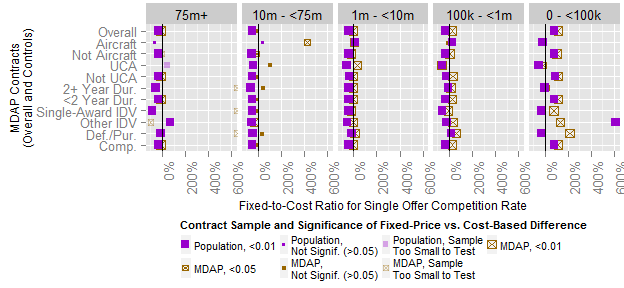 75m+
10m - <75m
1m - <10m
100k - <1m
0 - <100k
MDAP Contracts
(Overall and Controls)
Overall
Aircraft
Not Aircraft
UCA
Not UCA
2+ Year Dur.
<2 Year Dur.
Single-Award IDV
Other IDV
Def./Pur.
Comp.
0% 200% 400% 600%
0% 200% 400% 600%
0% 200% 400% 600%
0% 200% 400% 600%
0% 200% 400% 600%
Fixed-to-Cost Ratio for Single Offer Competition Rate
Contract Sample and Significance of Fixed-Price vs. Cost-Based Difference
Population, <0.01
Population,
Not Signif. (>0.05)
Population, Sample
Too Small to Test
MDAP, <0.01
MDAP, <0.05
MDAP,
Not Signif. (>0.05)
MDAP, Sample
Too Small to Test